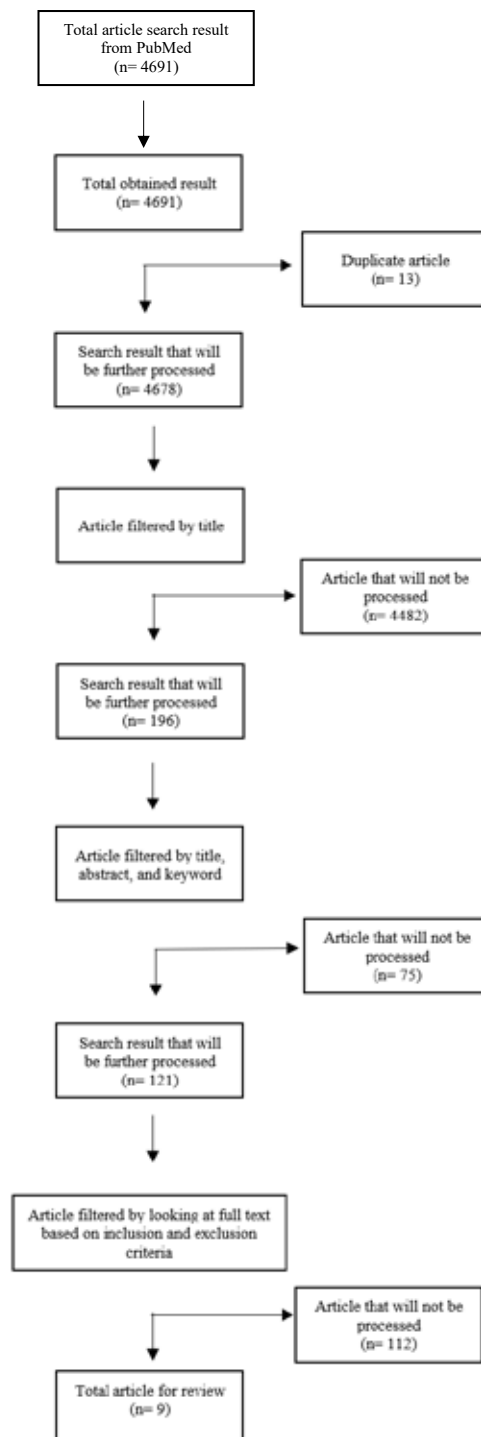 Total article search result
from PubMed
(n= 4691)
Total obtained result
(n= 4691)
Duplicate article
(n= 13)
Search result that will
be further processed
(n= 4678)
Article filtered by title
Article that will not be
processed
(n= 4482)
Search result that will
be further processed
(n= 196)
Article filtered by title,
abstract, and keyword
Article that will not be
processed
(n= 75)
Search result that will
be further processed
(n= 121)
Article filtered by looking at full text
based on inclusion and exclusion
criteria
Article that will not be
processed
(n= 112)
Total article for review
(n= 9)